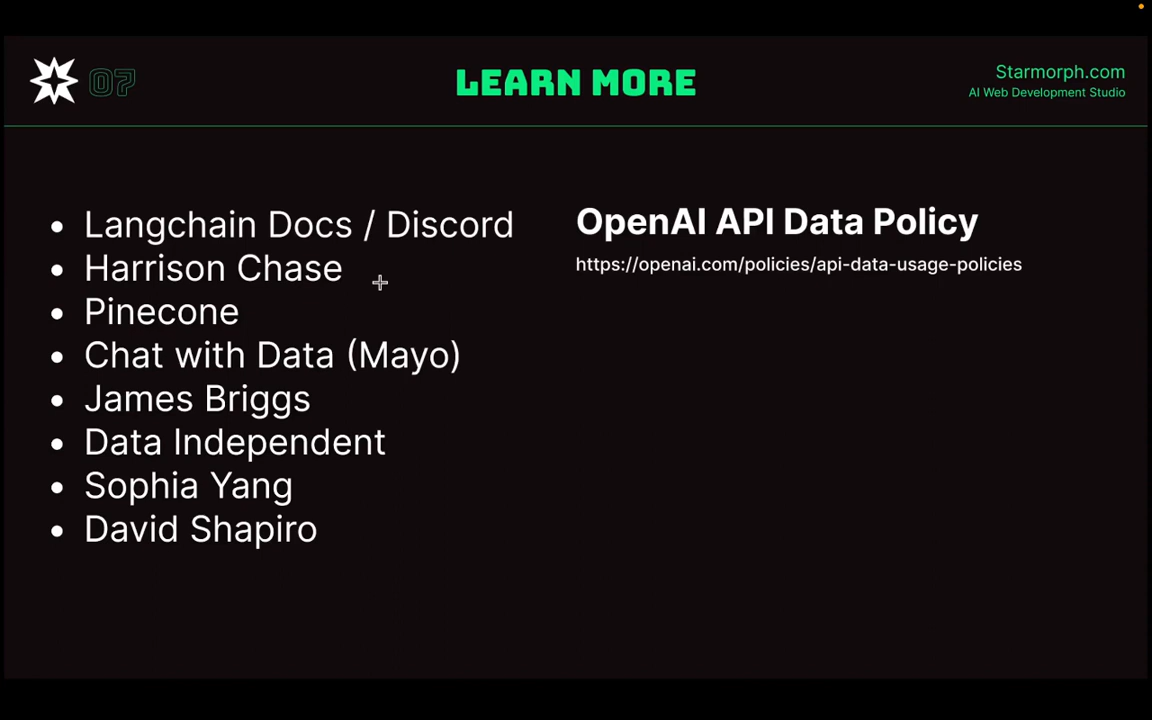 07
LEARN MORE
Starmorph.com
AI Web Development Studio
• Langchain Docs / Discord
• Harrison Chase
• Pinecone
• Chat with Data (Mayo)
• James Briggs
• Data Independent
• Sophia Yang
• David Shapiro
OpenAI API Data Policy
https://openai.com/policies/api-data-usage-policies